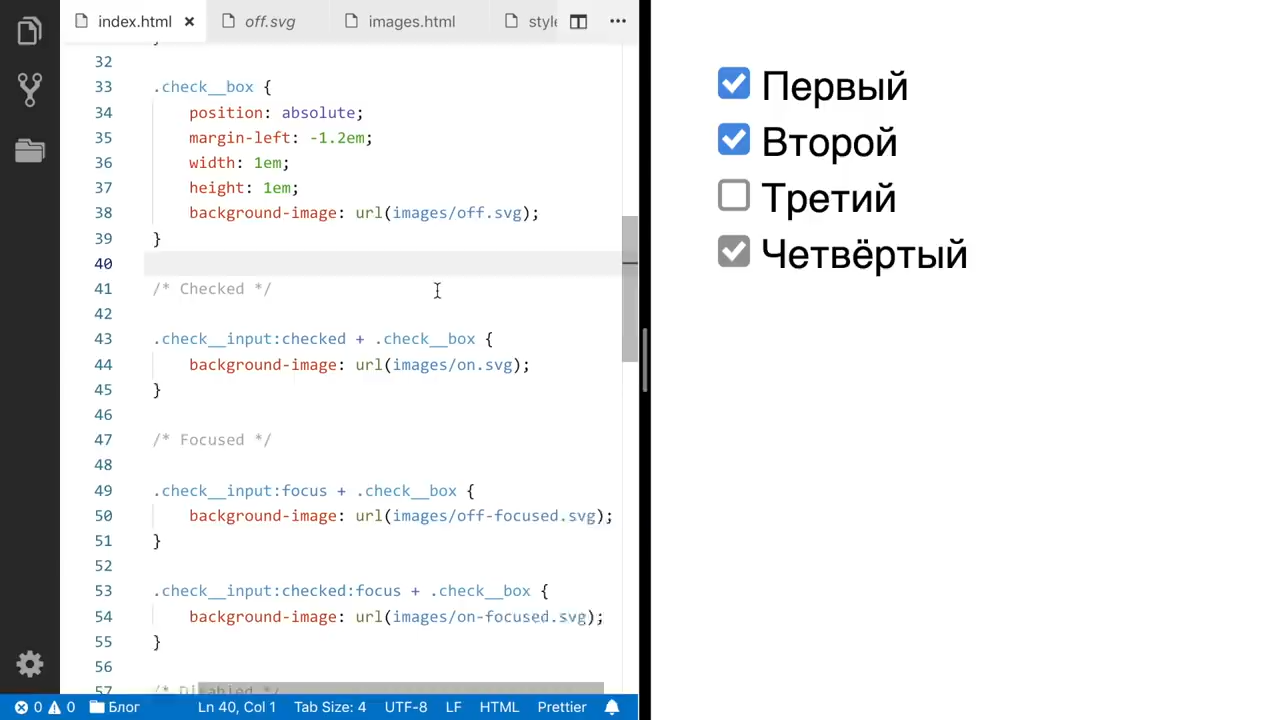 index.html × off.svg images.html style ···
32
33 .check__box {
34 position: absolute;
35 margin-left: -1.2em;
36 width: 1em;
37 height: 1em;
38 background-image: url(images/off.svg);
39 }
40
41 /* Checked */
42
43 .check__input:checked + .check__box {
44 background-image: url(images/on.svg);
45 }
46
47 /* Focused */
48
49 .check__input:focus + .check__box {
50 background-image: url(images/off-focused.svg);
51 }
52
53 .check__input:checked:focus + .check__box {
54 background-image: url(images/on-focused.svg);
55 }
56
57 /* Disabled */
0 0 Блог Ln 40, Col 1 Tab Size: 4 UTF-8 LF HTML Prettier
Первый
Второй
Третий
Четвёртый